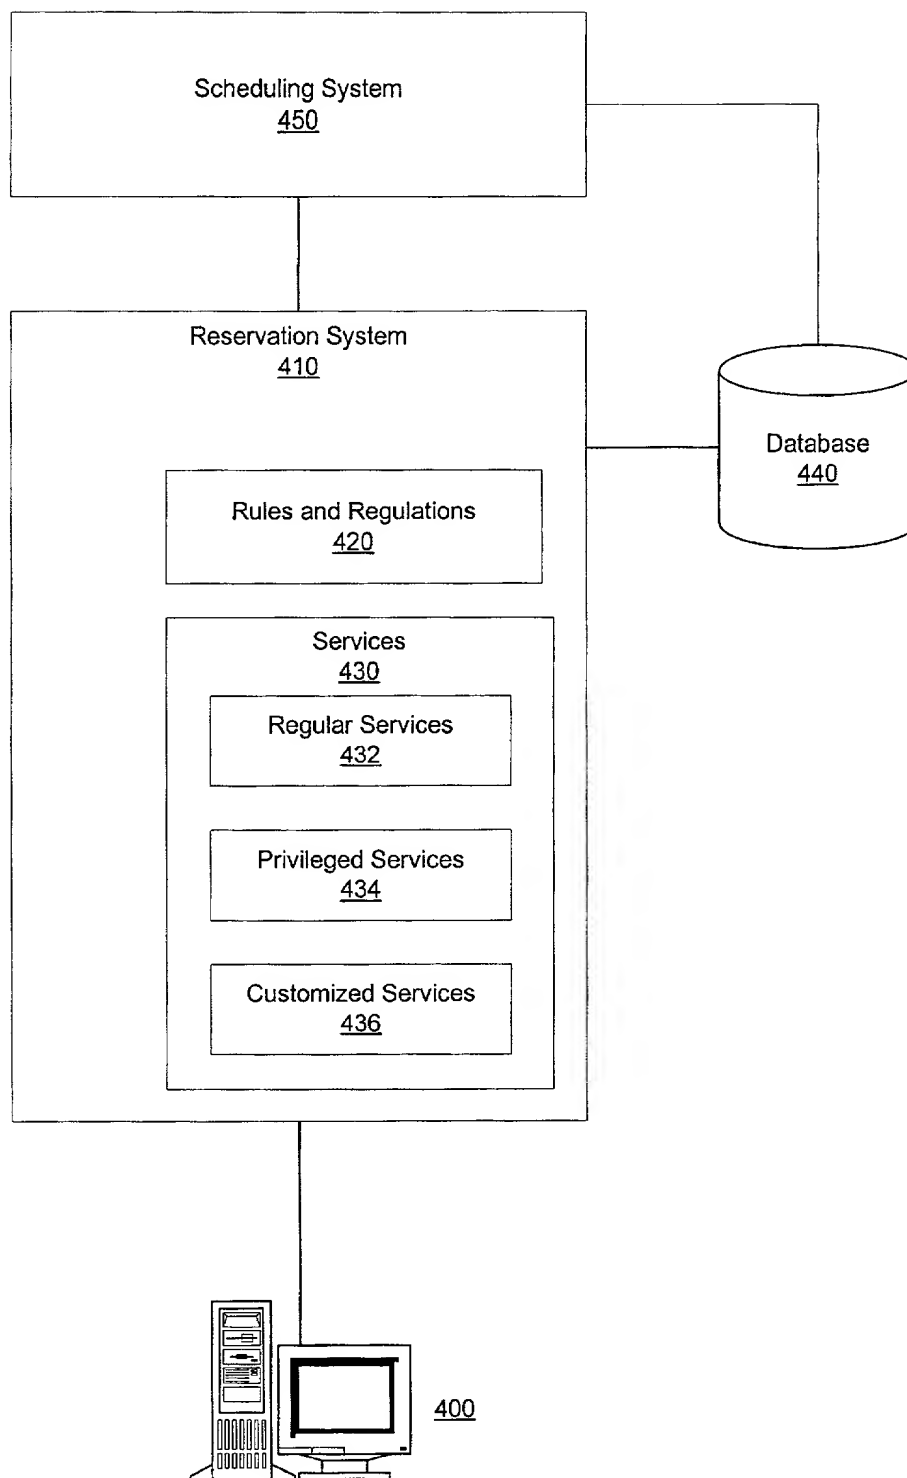 Scheduling System
450
Reservation System
410
Database
440
Rules and Regulations
420
Services
430
Regular Services
432
Privileged Services
434
Customized Services
436
400